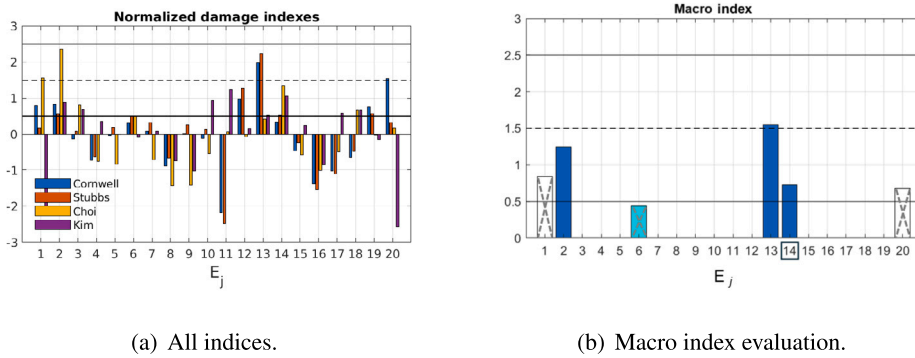 Normalized damage indexes
3
2
1
0
-1
-2
-3
Cornwell
Stubbs
Choi
Kim
1 2 3 4 5 6 7 8 9 10 11 12 13 14 15 16 17 18 19 20
E j
(a) All indices.
Macro index
3
2.5
2
1.5
1
0.5
0
1 2 3 4 5 6 7 8 9 10 11 12 13 14 15 16 17 18 19 20
E j
(b) Macro index evaluation.